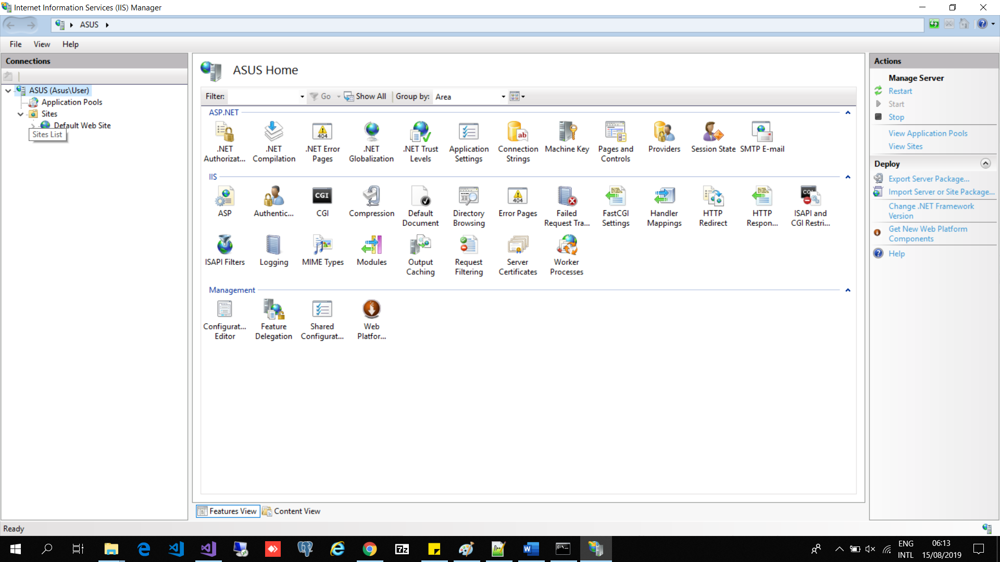 Internet Information Services (IIS) Manager
ASUS
File View Help
Connections
ASUS (Asus\User)
Application Pools
Sites
Default Web Site
Sites List
ASUS Home
Filter: Go Show All Group by: Area
ASP.NET
.NET Authorizat...
.NET Compilation
.NET Error Pages
.NET Globalization
.NET Trust Levels
Application Settings
Connection Strings
Machine Key
Pages and Controls
Providers
Session State
SMTP E-mail
IIS
ASP
Authentic...
CGI
Compression
Default Document
Directory Browsing
Error Pages
Failed Request Tra...
FastCGI Settings
Handler Mappings
HTTP Redirect
HTTP Respon...
ISAPI and CGI Restri...
ISAPI Filters
Logging
MIME Types
Modules
Output Caching
Request Filtering
Server Certificates
Worker Processes
Management
Configurat... Editor
Feature Delegation
Shared Configurat...
Web Platfor...
Features View Content View
Actions
Manage Server
Restart
Start
Stop
View Application Pools
View Sites
Deploy
Export Server Package...
Import Server or Site Package...
Change .NET Framework
Version
Get New Web Platform
Components
Help
Ready
ENG
INTL
06:13
15/08/2019